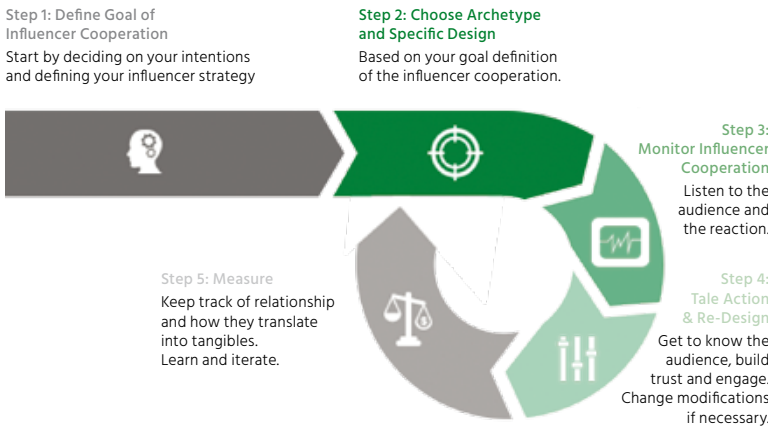 Step 1: Define Goal of
Influencer Cooperation
Start by deciding on your intentions
and defining your influencer strategy
Step 2: Choose Archetype
and Specific Design
Based on your goal definition
of the influencer cooperation.
Step 3:
Monitor Influencer
Cooperation
Listen to the
audience and
the reaction.
Step 4:
Tale Action
& Re-Design
Get to know the
audience, build
trust and engage.
Change modifications
if necessary.
Step 5: Measure
Keep track of relationship
and how they translate
into tangibles.
Learn and iterate.
$